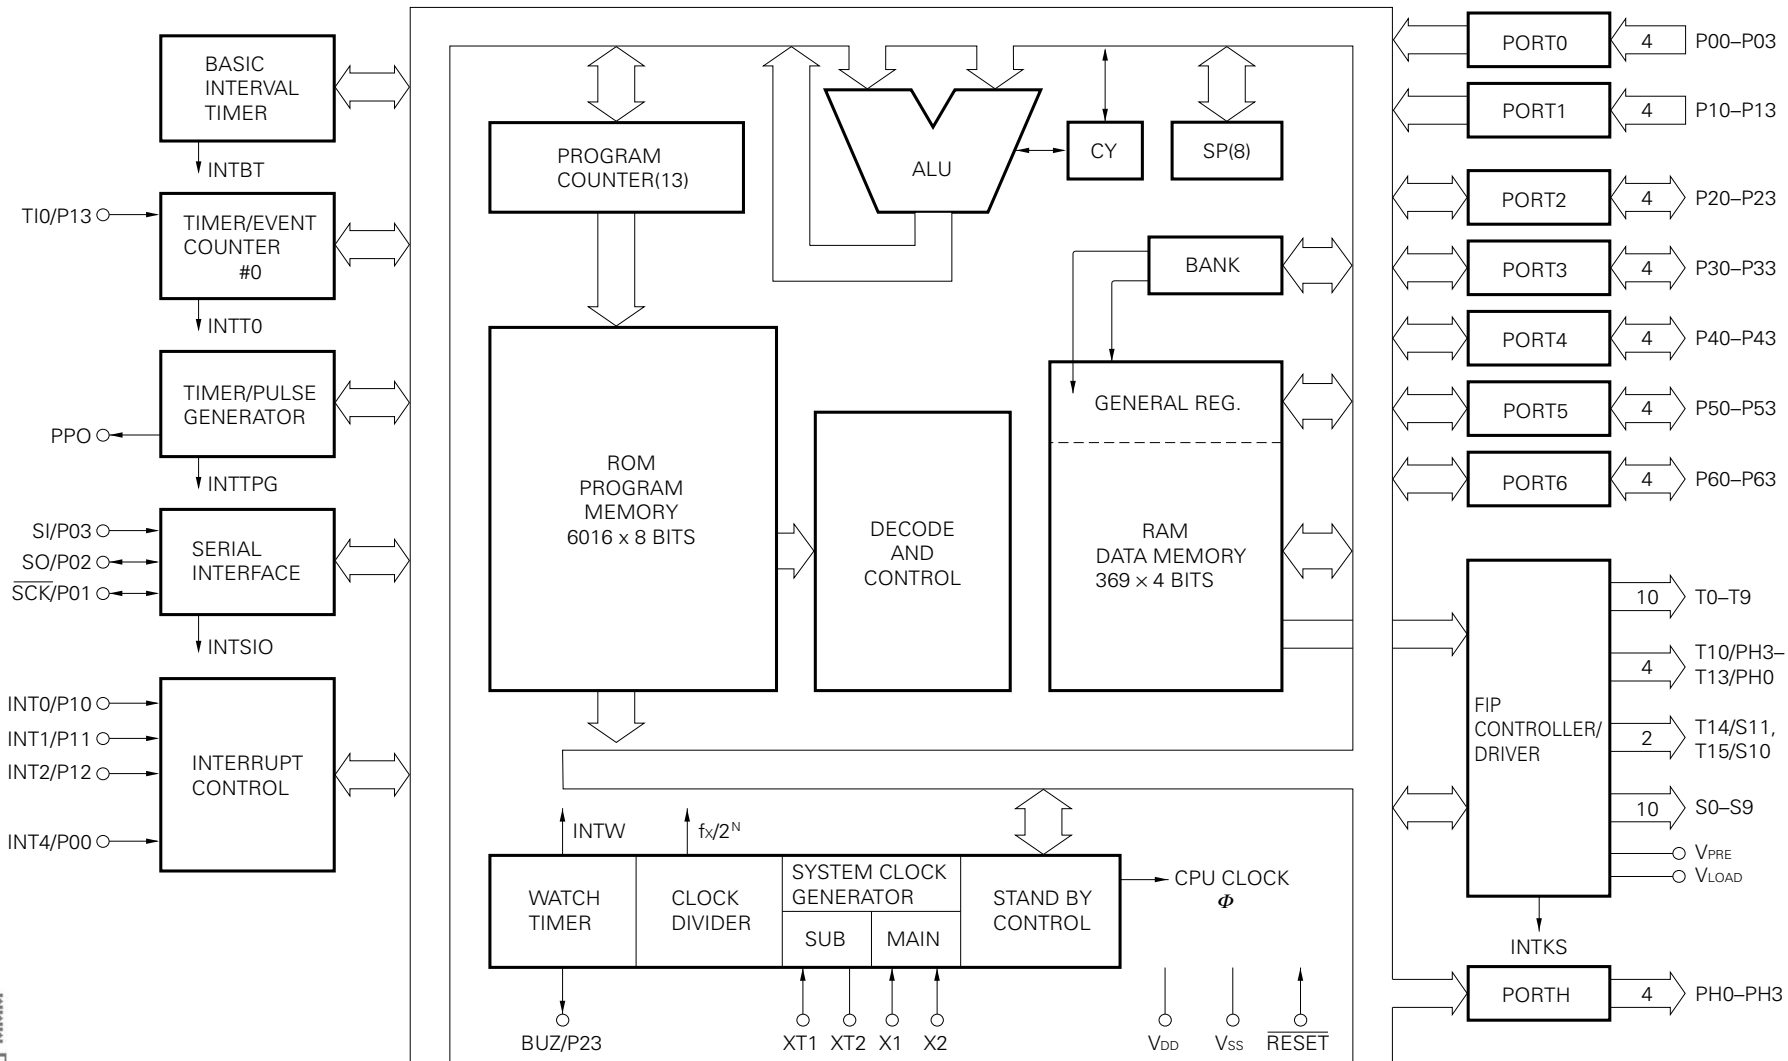 BASIC
INTERVAL
TIMER
INTBT
TI0/P13
TIMER/EVENT
COUNTER
#0
INTT0
TIMER/PULSE
GENERATOR
PPO
INTTPG
SI/P03
SO/P02
SCK/P01
SERIAL
INTERFACE
INTSIO
INT0/P10
INT1/P11
INT2/P12
INT4/P00
INTERRUPT
CONTROL
PROGRAM
COUNTER(13)
ALU
CY
SP(8)
BANK
ROM
PROGRAM
MEMORY
6016 x 8 BITS
DECODE
AND
CONTROL
GENERAL REG.
RAM
DATA MEMORY
369 × 4 BITS
INTW
fX/2N
WATCH
TIMER
CLOCK
DIVIDER
SYSTEM CLOCK
GENERATOR
SUB
MAIN
STAND BY
CONTROL
CPU CLOCK
Φ
BUZ/P23
XT1
XT2
X1
X2
VDD
VSS
RESET
PORT0
4
P00–P03
PORT1
4
P10–P13
PORT2
4
P20–P23
PORT3
4
P30–P33
PORT4
4
P40–P43
PORT5
4
P50–P53
PORT6
4
P60–P63
FIP
CONTROLLER/
DRIVER
10
T0–T9
4
T10/PH3–
T13/PH0
2
T14/S11,
T15/S10
10
S0–S9
VPRE
VLOAD
INTKS
PORTH
4
PH0–PH3